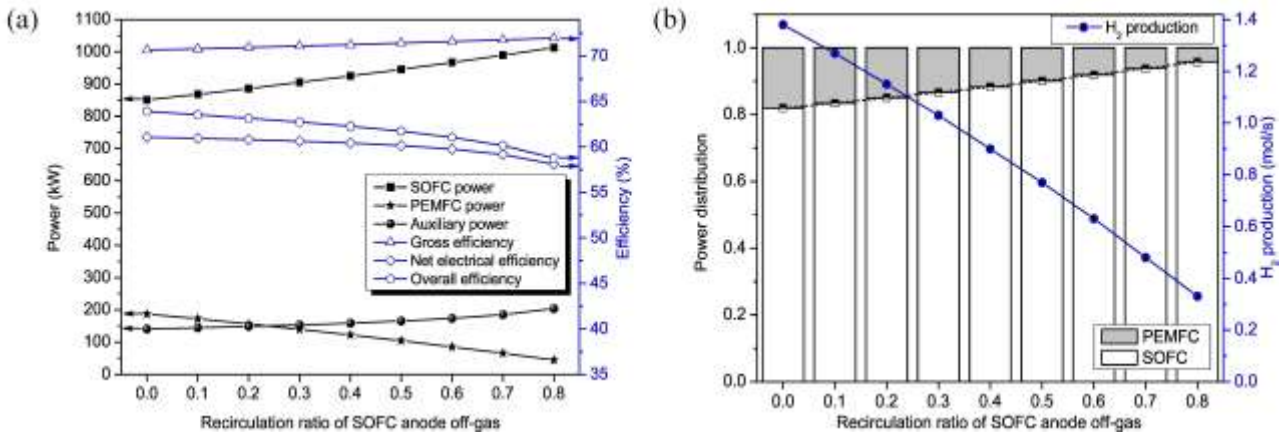 (a)
1100
1000
900
800
700
600
500
400
300
200
100
0
Power (kW)
SOFC power
PEMFC power
Auxiliary power
Gross efficiency
Net electrical efficiency
Overall efficiency
70
65
60
55
50
45
40
35
Efficiency (%)
0.0 0.1 0.2 0.3 0.4 0.5 0.6 0.7 0.8
Recirculation ratio of SOFC anode off-gas
(b)
H2 production
1.0
0.8
0.6
0.4
0.2
0.0
Power distribution
PEMFC
SOFC
1.4
1.2
1.0
0.8
0.6
0.4
0.2
0.0
H2 production (mol/s)
0.0 0.1 0.2 0.3 0.4 0.5 0.6 0.7 0.8
Recirculation ratio of SOFC anode off-gas